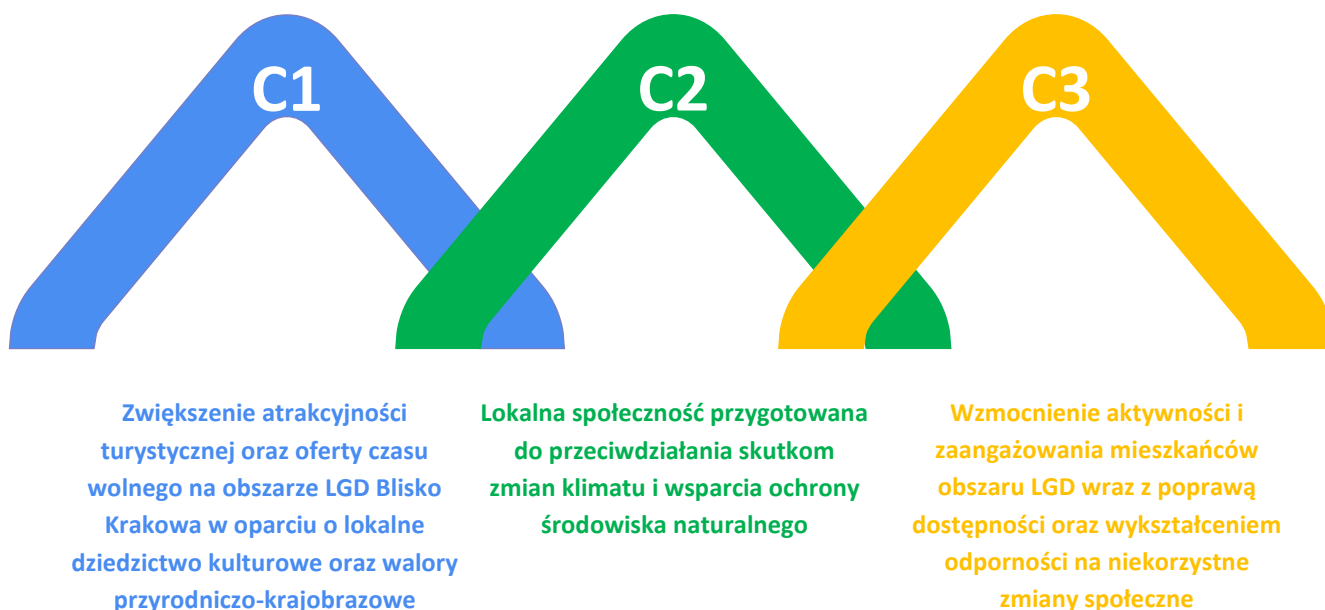 C1
C2
C3
Zwiększenie atrakcyjności
turystycznej oraz oferty czasu
wolnego na obszarze LGD Blisko
Krakowa w oparciu o lokalne
dziedzictwo kulturowe oraz walory
przyrodniczo-krajobrazowe
Lokalna społeczność przygotowana
do przeciwdziałania skutkom
zmian klimatu i wsparcia ochrony
środowiska naturalnego
Wzmocnienie aktywności i
zaangażowania mieszkańców
obszaru LGD wraz z poprawą
dostępności oraz wykształceniem
odporności na niekorzystne
zmiany społeczne